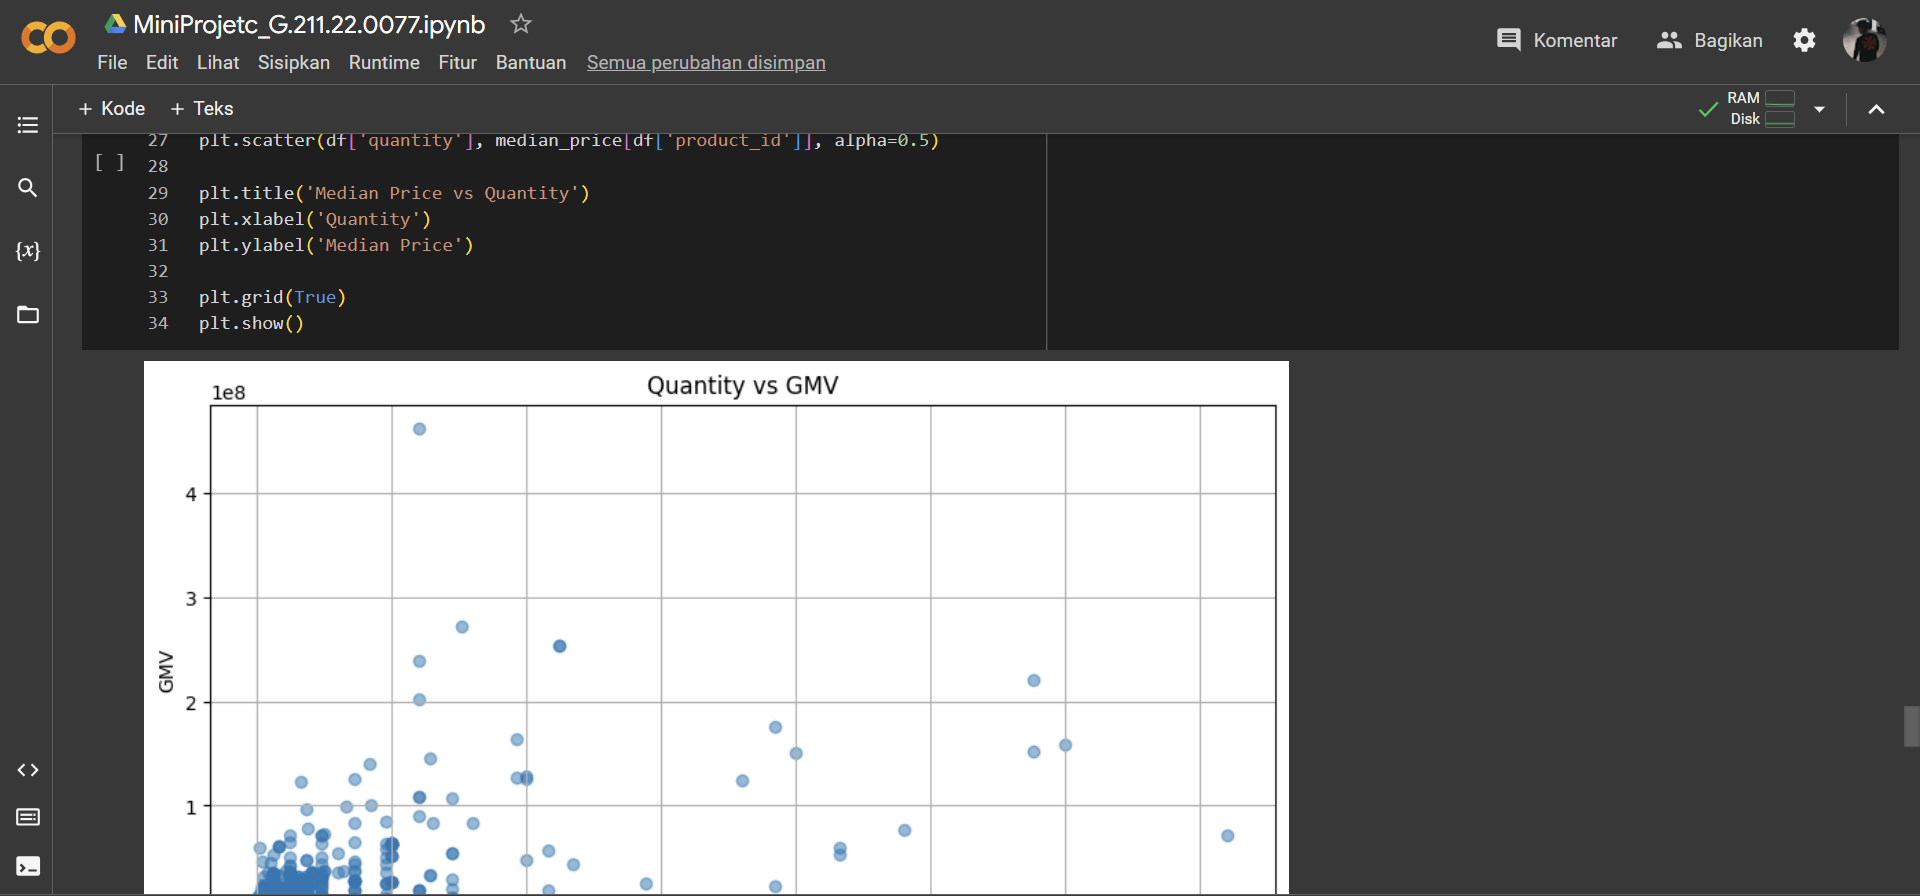 MiniProjetc_G.211.22.0077.ipynb
File Edit Lihat Sisipkan Runtime Fitur Bantuan Semua perubahan disimpan
Komentar Bagikan
+ Kode + Teks
RAM
Disk
{x}
27 plt.scatter(df['quantity'], median_price[df['product_id']], alpha=0.5)
[ ] 28
29 plt.title('Median Price vs Quantity')
30 plt.xlabel('Quantity')
31 plt.ylabel('Median Price')
32
33 plt.grid(True)
34 plt.show()
Quantity vs GMV
1e8
4
3
GMV
2
1